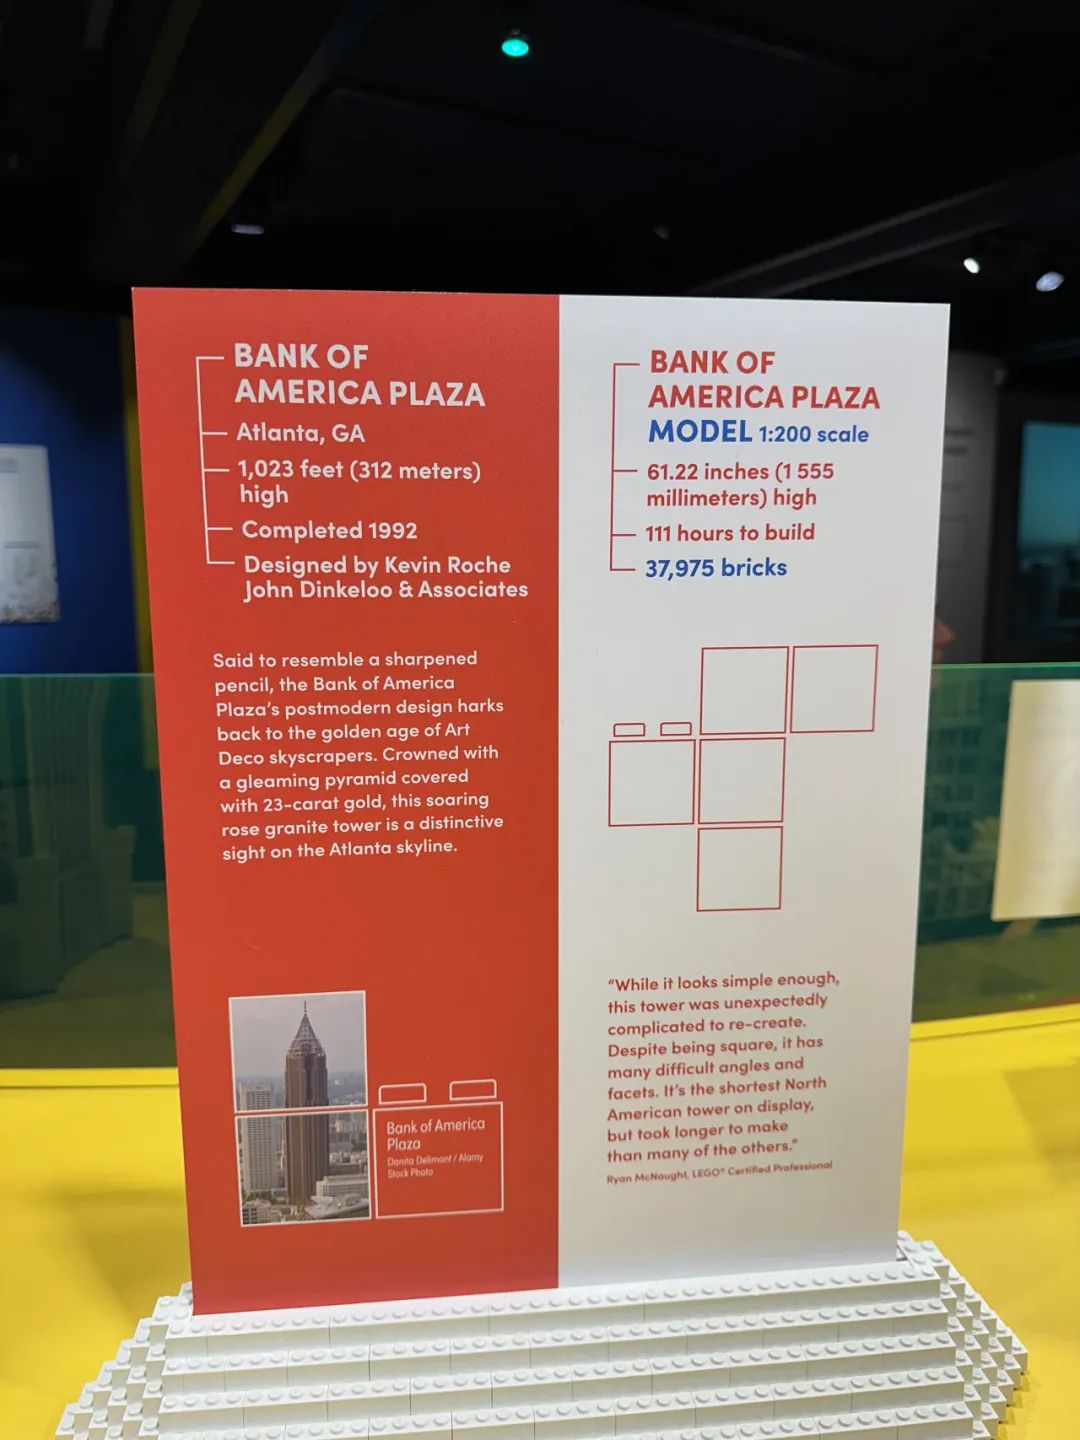 BANK OF
AMERICA PLAZA
Atlanta, GA
1,023 feet (312 meters)
high
Completed 1992
Designed by Kevin Roche
John Dinkeloo & Associates
Said to resemble a sharpened
pencil, the Bank of America
Plaza's postmodern design harks
back to the golden age of Art
Deco skyscrapers. Crowned with
a gleaming pyramid covered
with 23-carat gold, this soaring
rose granite tower is a distinctive
sight on the Atlanta skyline.
Bank of America
Plaza
Danita Delimont / Alamy
Stock Photo
BANK OF
AMERICA PLAZA
MODEL 1:200 scale
61.22 inches (1 555
millimeters) high
111 hours to build
37,975 bricks
"While it looks simple enough,
this tower was unexpectedly
complicated to re-create.
Despite being square, it has
many difficult angles and
facets. It's the shortest North
American tower on display,
but took longer to make
than many of the others."
Ryan McNaught, LEGO® Certified Professional